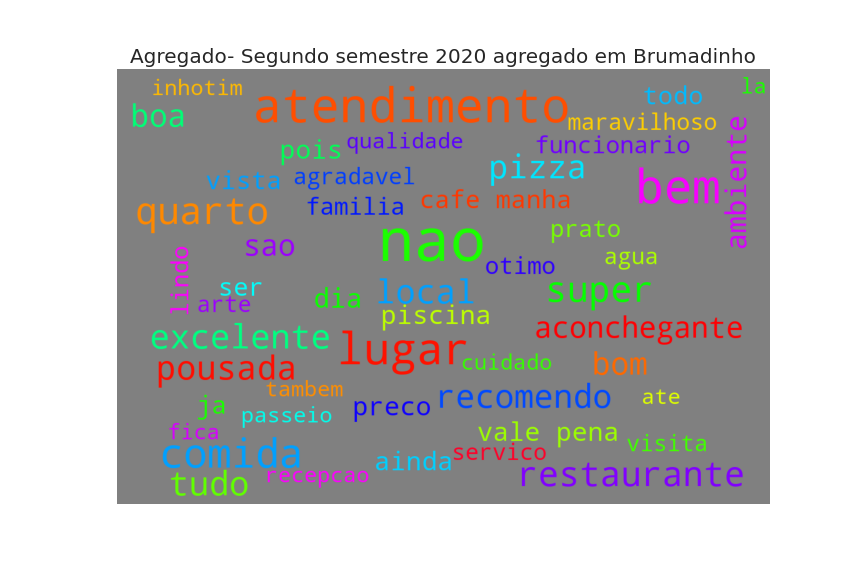 Agregado- Segundo semestre 2020 agregado em Brumadinho
inhotim
atendimento
todo
la
boa
maravilhoso
pois
qualidade
funcionario
ambiente
vista
agradavel
pizza
bem
quarto
familia
cafe manha
prato
sao
nao
otimo
agua
lindo
ser
arte
dia
local
super
piscina
excelente
lugar
aconchegante
pousada
cuidado
bom
tambem
ja
passeio
preco
recomendo
ate
fica
vale pena
visita
comida
ainda
servico
tudo
recepcao
restaurante